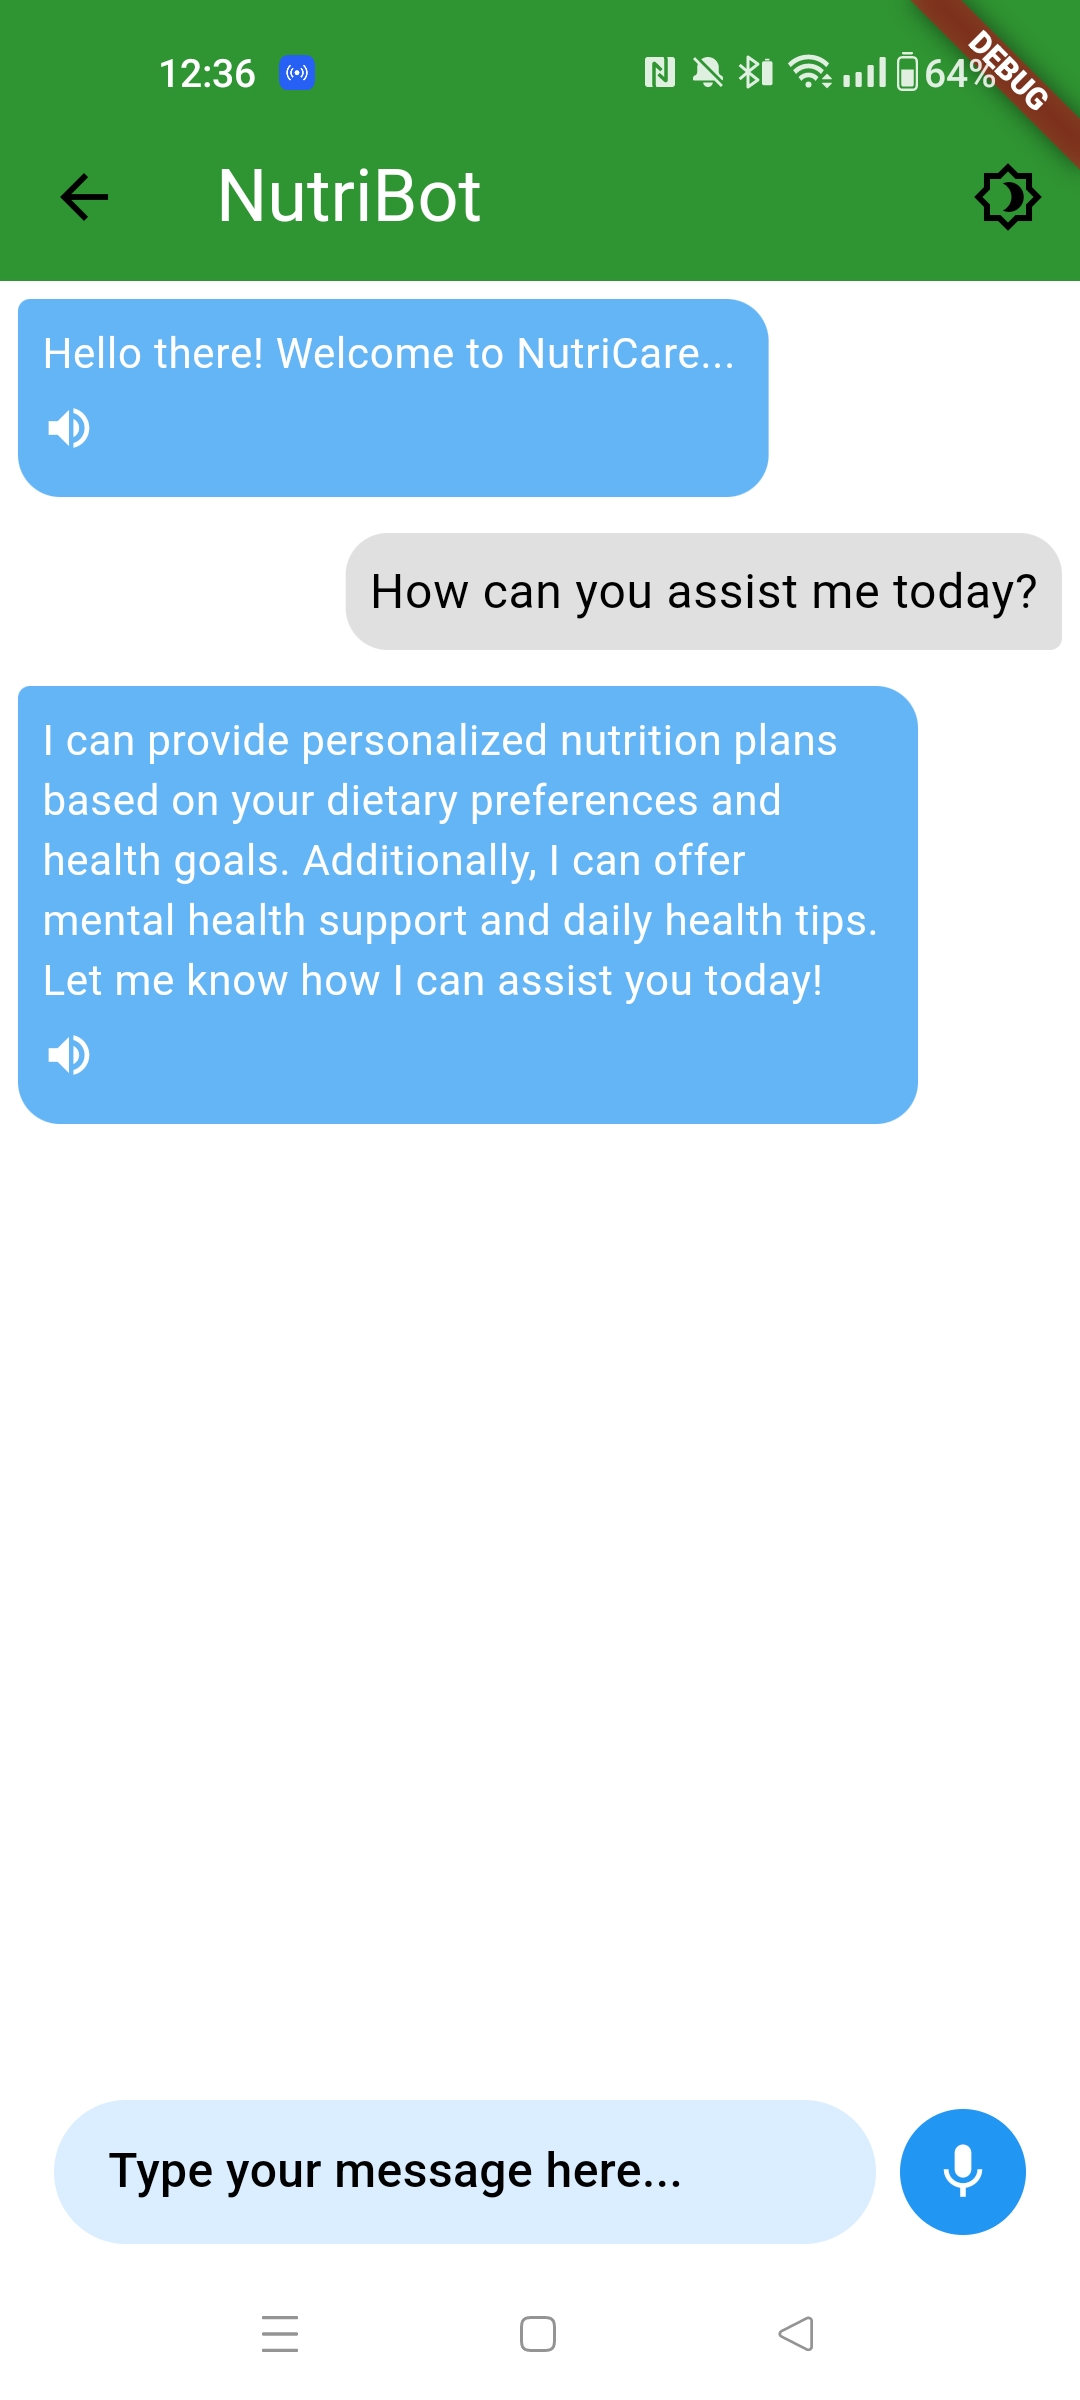 12:36
64%
DEBUG
NutriBot
Hello there! Welcome to NutriCare...
How can you assist me today?
I can provide personalized nutrition plans
based on your dietary preferences and
health goals. Additionally, I can offer
mental health support and daily health tips.
Let me know how I can assist you today!
Type your message here...